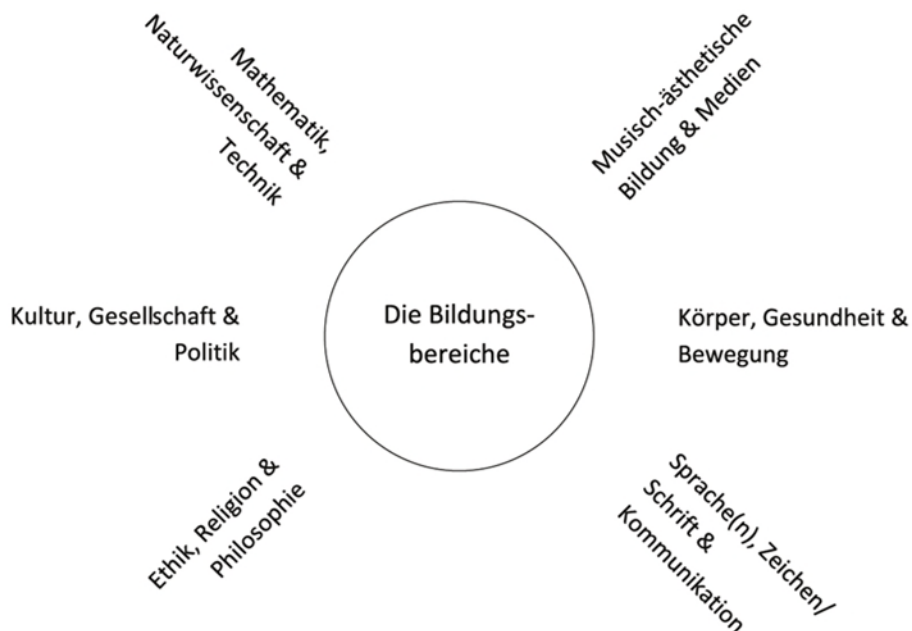 Mathematik,
Naturwissenschaft &
Technik
Musisch-ästhetische
Bildung & Medien
Kultur, Gesellschaft &
Politik
Die Bildungs-
bereiche
Körper, Gesundheit &
Bewegung
Ethik, Religion &
Philosophie
Sprache(n), Zeichen/
Schrift &
Kommunikation